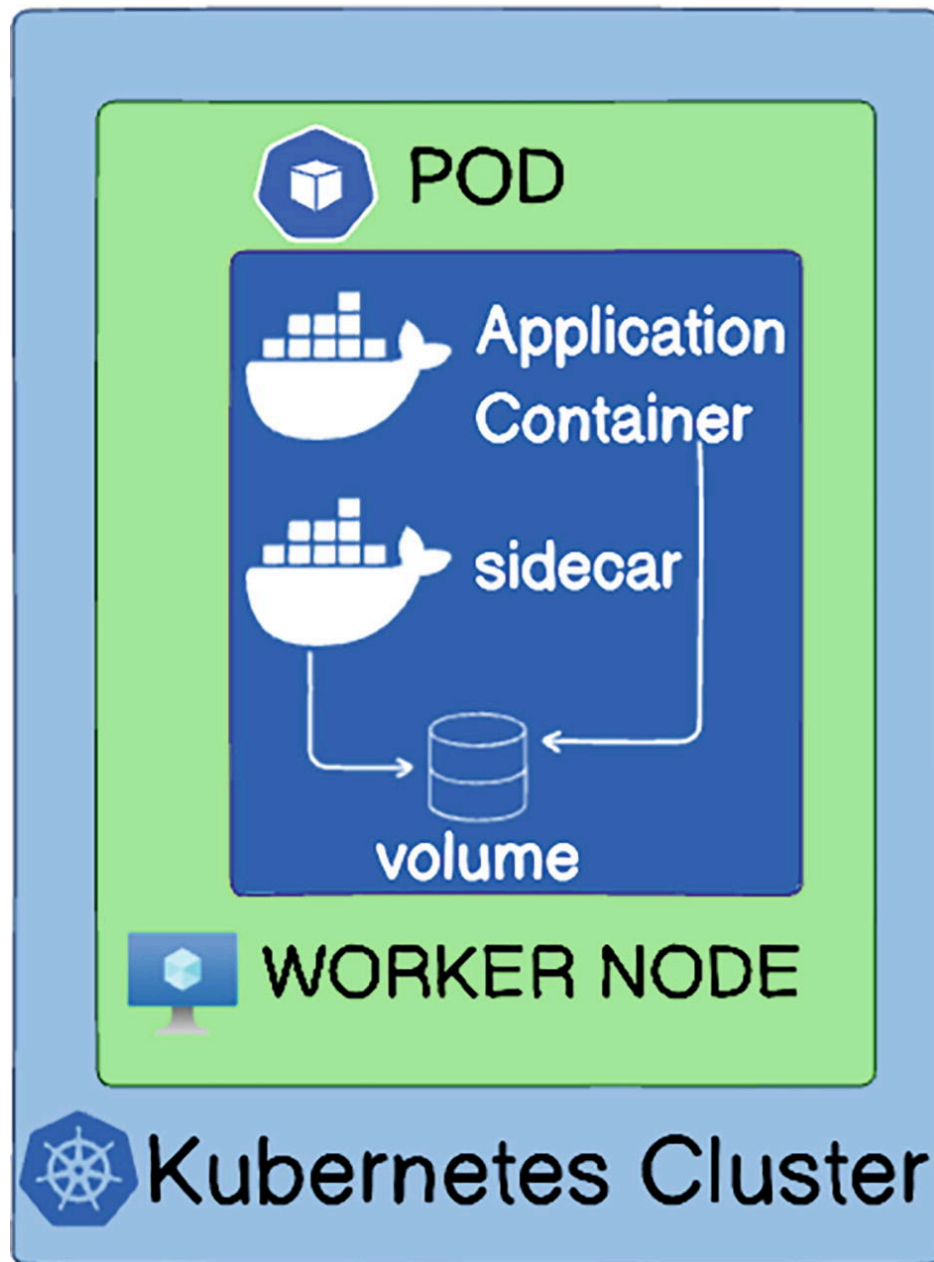 POD
Application
Container
sidecar
volume
WORKER NODE
Kubernetes Cluster